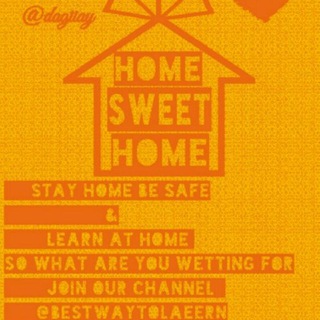 @dagiiay
HOME
SWEET
HOME
STAY HOME BE SAFE
&
LEARN AT HOME
SO WHAT ARE YOU WETTING FOR
JOIN OUR CHANNEL
@BESTWAYTOLAEERN